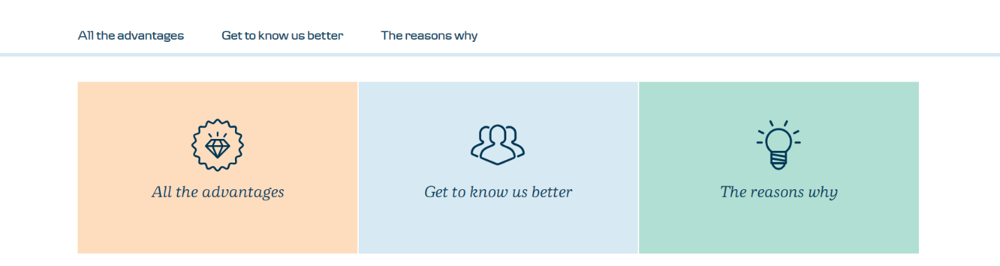 All the advantages Get to know us better The reasons why
All the advantages
Get to know us better
The reasons why